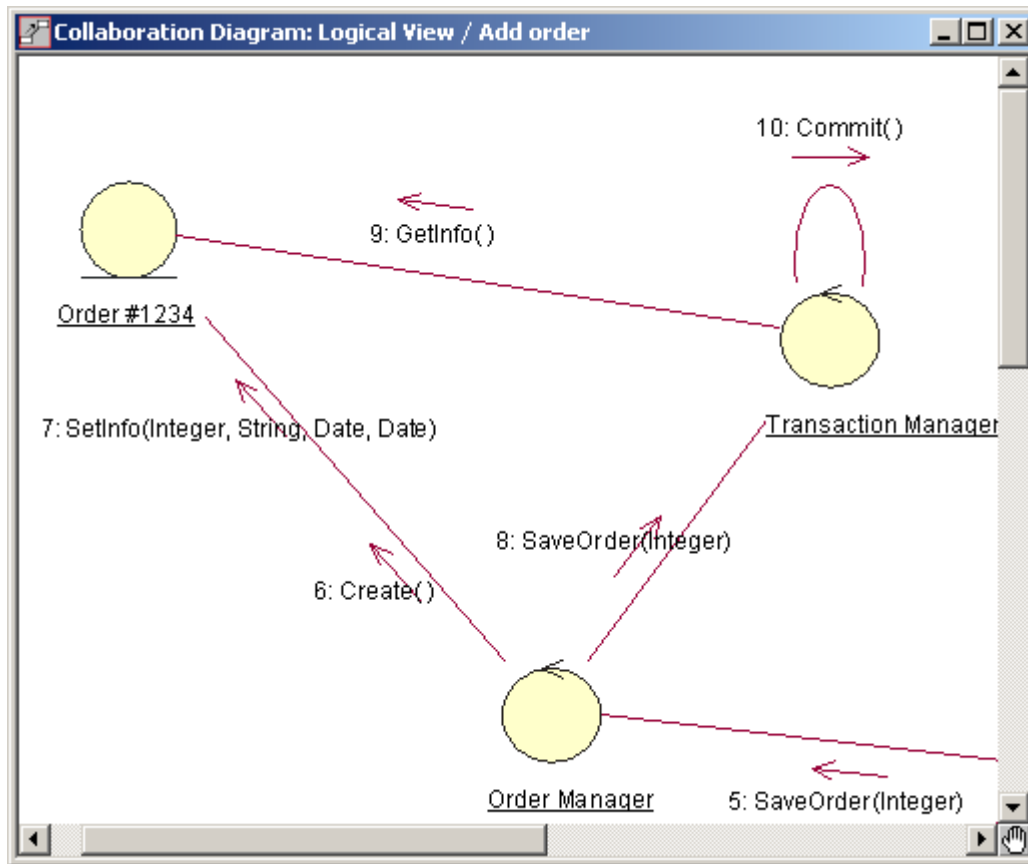 Collaboration Diagram: Logical View / Add order
10: Commit( )
9: GetInfo( )
Order #1234
7: SetInfo(Integer, String, Date, Date)
Transaction Manager
8: SaveOrder(Integer)
6: Create( )
Order Manager
5: SaveOrder(Integer)